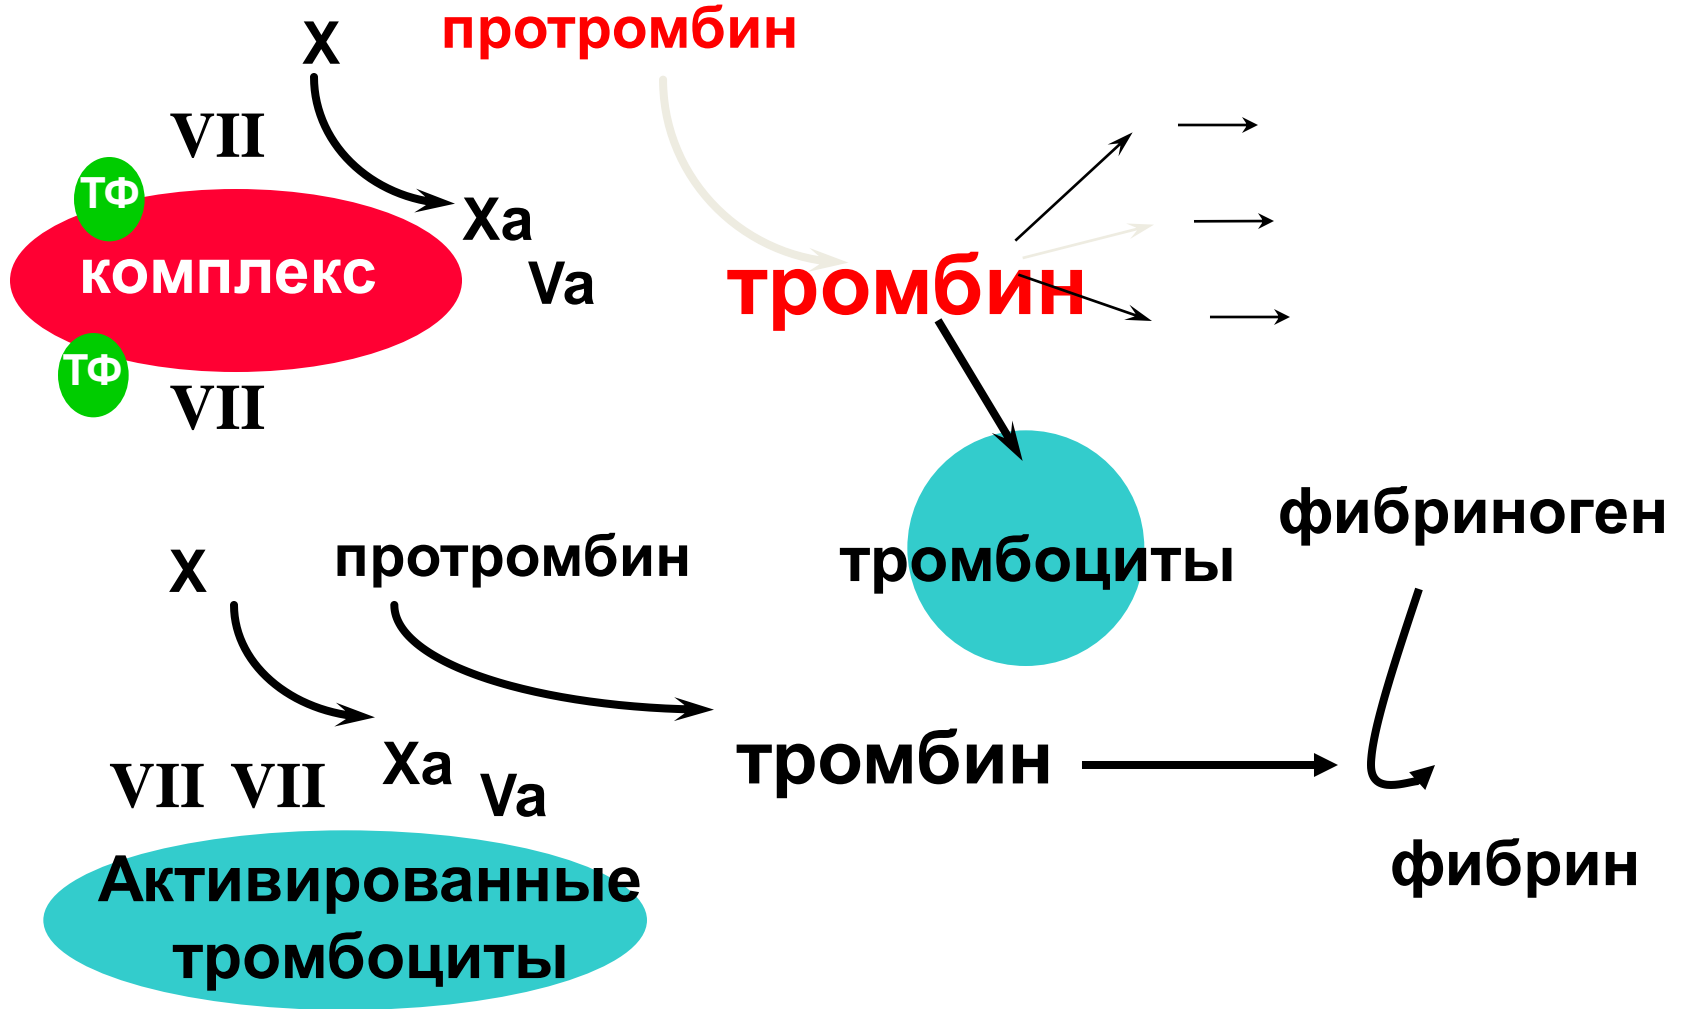 X
протромбин
VII
ТФ
комплекс
Xa
Va
тромбин
ТФ
VII
тромбоциты
фибриноген
X
протромбин
VII VII
Xa
Va
тромбин
фибрин
Активированные
тромбоциты